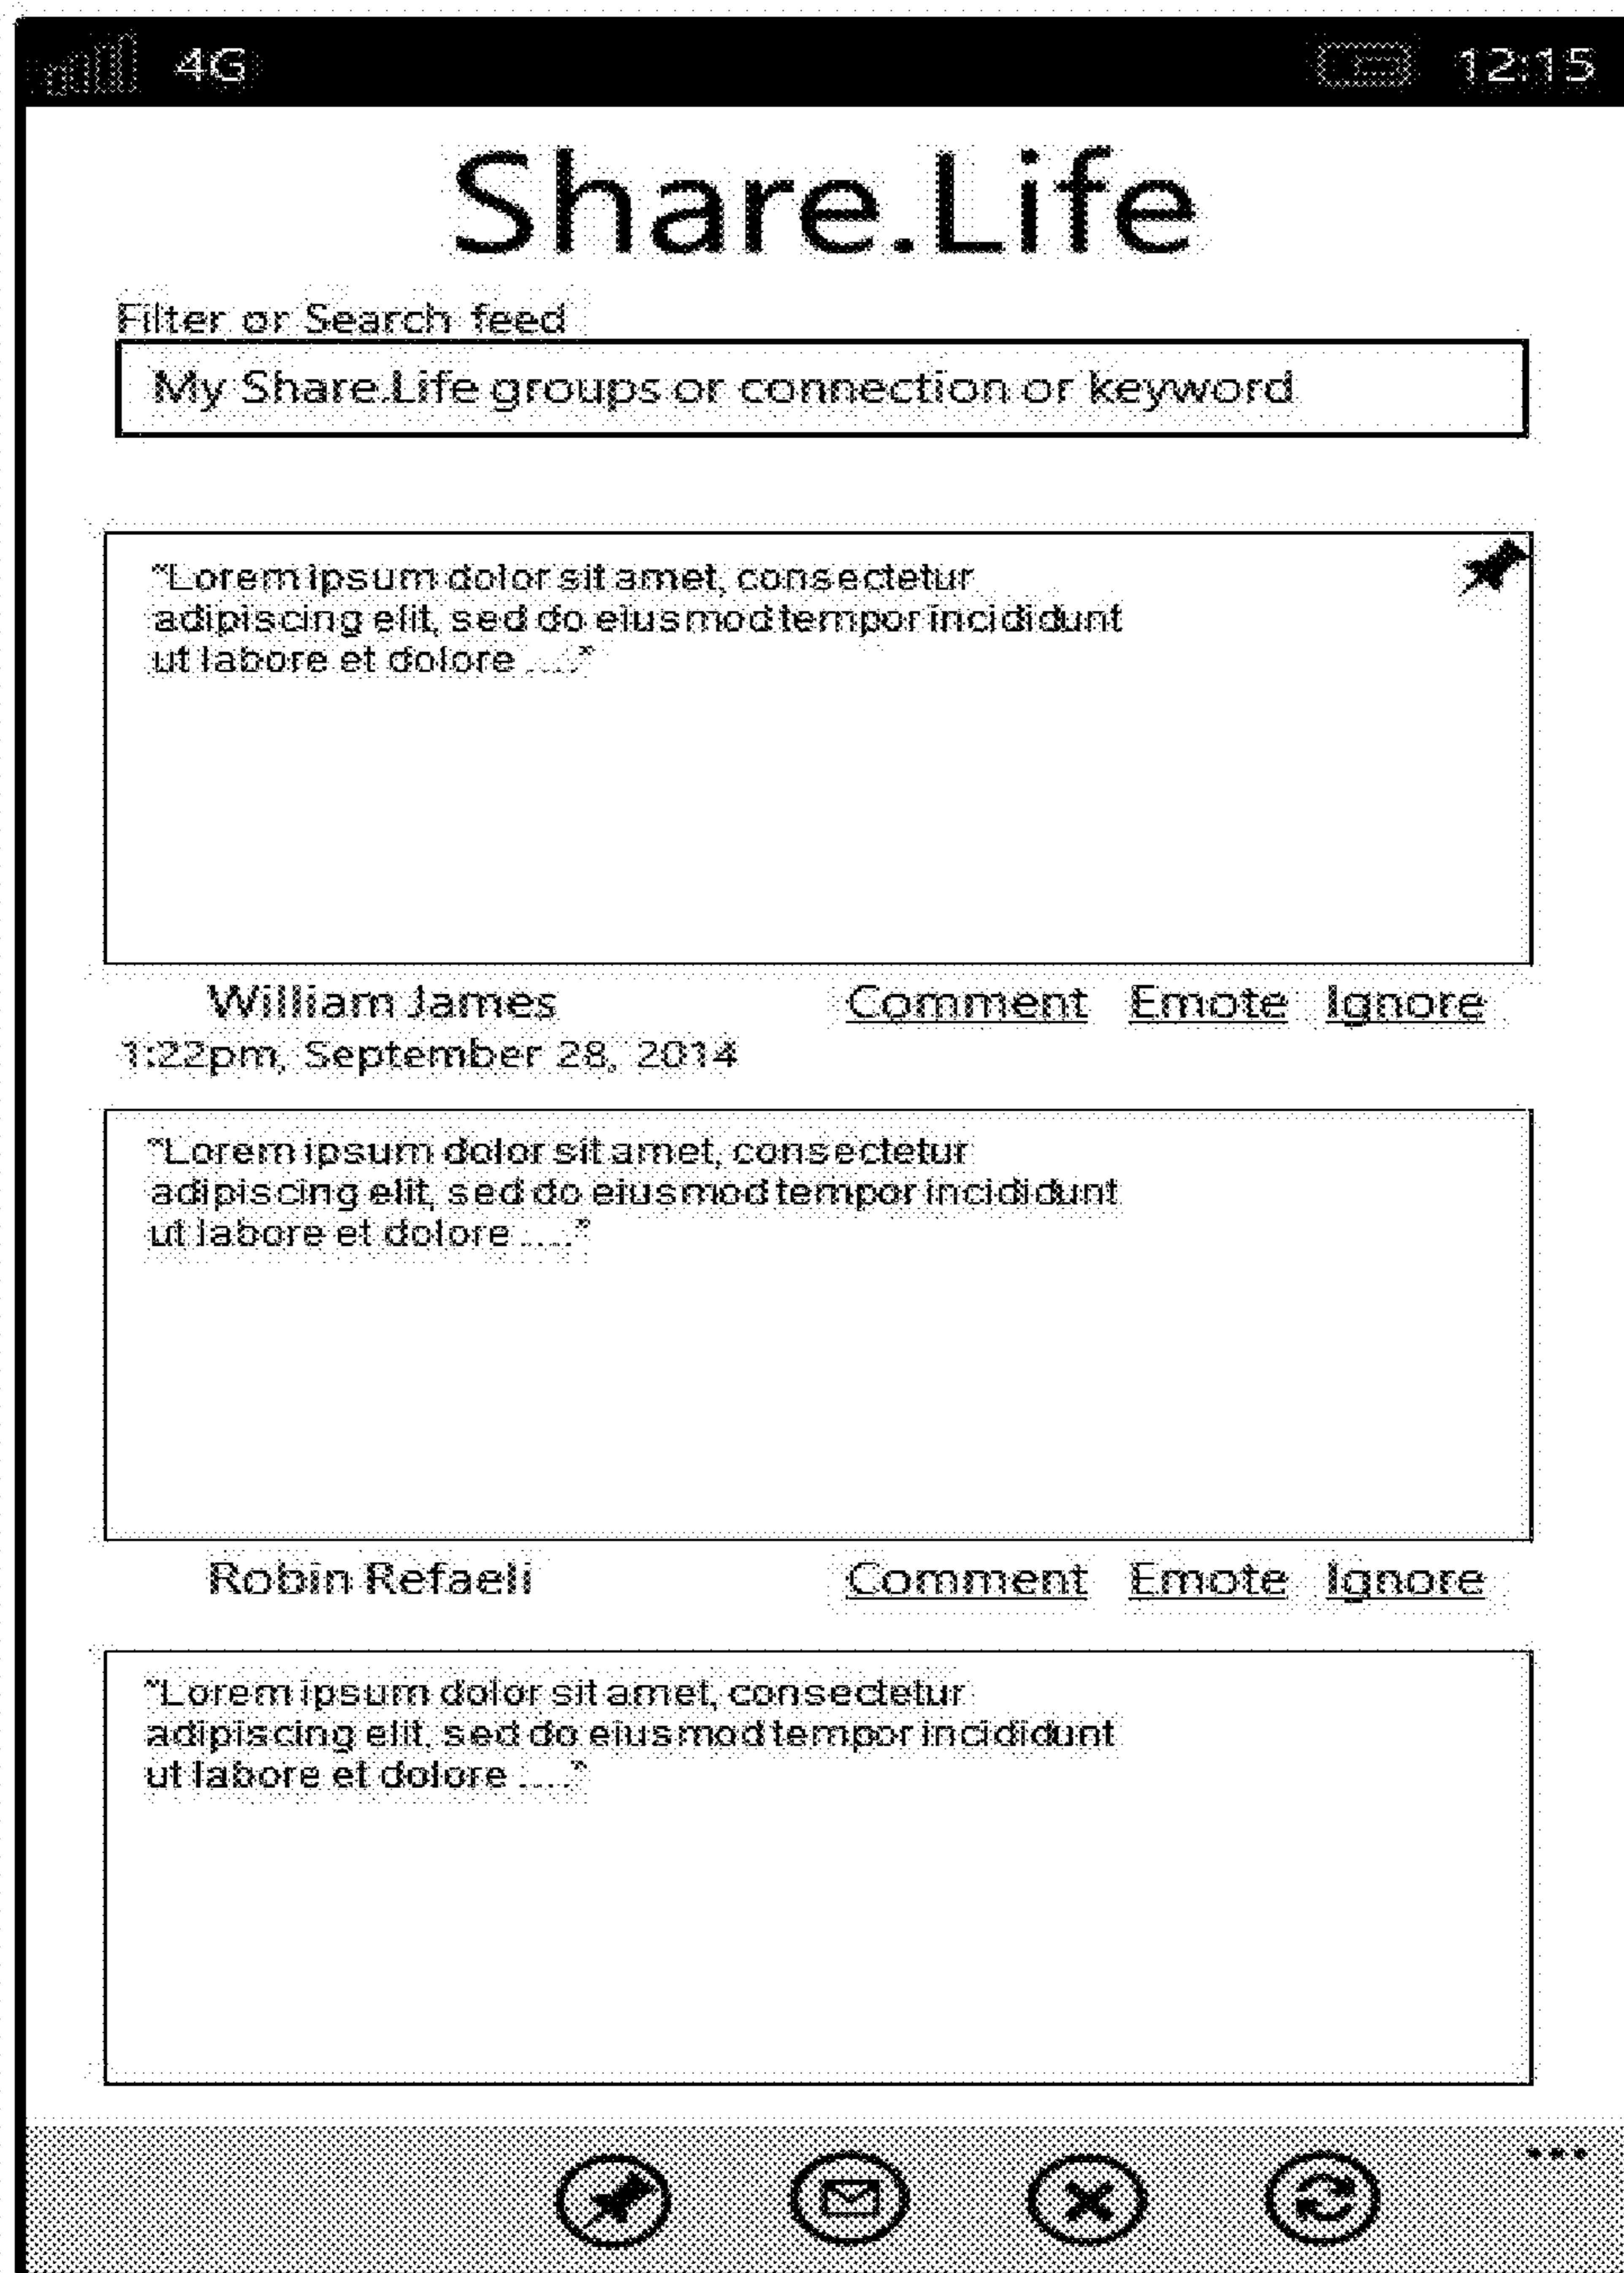 4G 12:15
Share.Life
Filter or Search feed
My Share.Life groups or connection or keyword
"Lorem ipsum dolor sit amet, consectetur
adipiscing elit, sed do eiusmod tempor incididunt
ut labore et dolore ...."
William James Comment Emote Ignore
1:22pm, September 28, 2014
"Lorem ipsum dolor sit amet, consectetur
adipiscing elit, sed do eiusmod tempor incididunt
ut labore et dolore ...."
Robin Refaeli Comment Emote Ignore
"Lorem ipsum dolor sit amet, consectetur
adipiscing elit, sed do eiusmod tempor incididunt
ut labore et dolore ...."